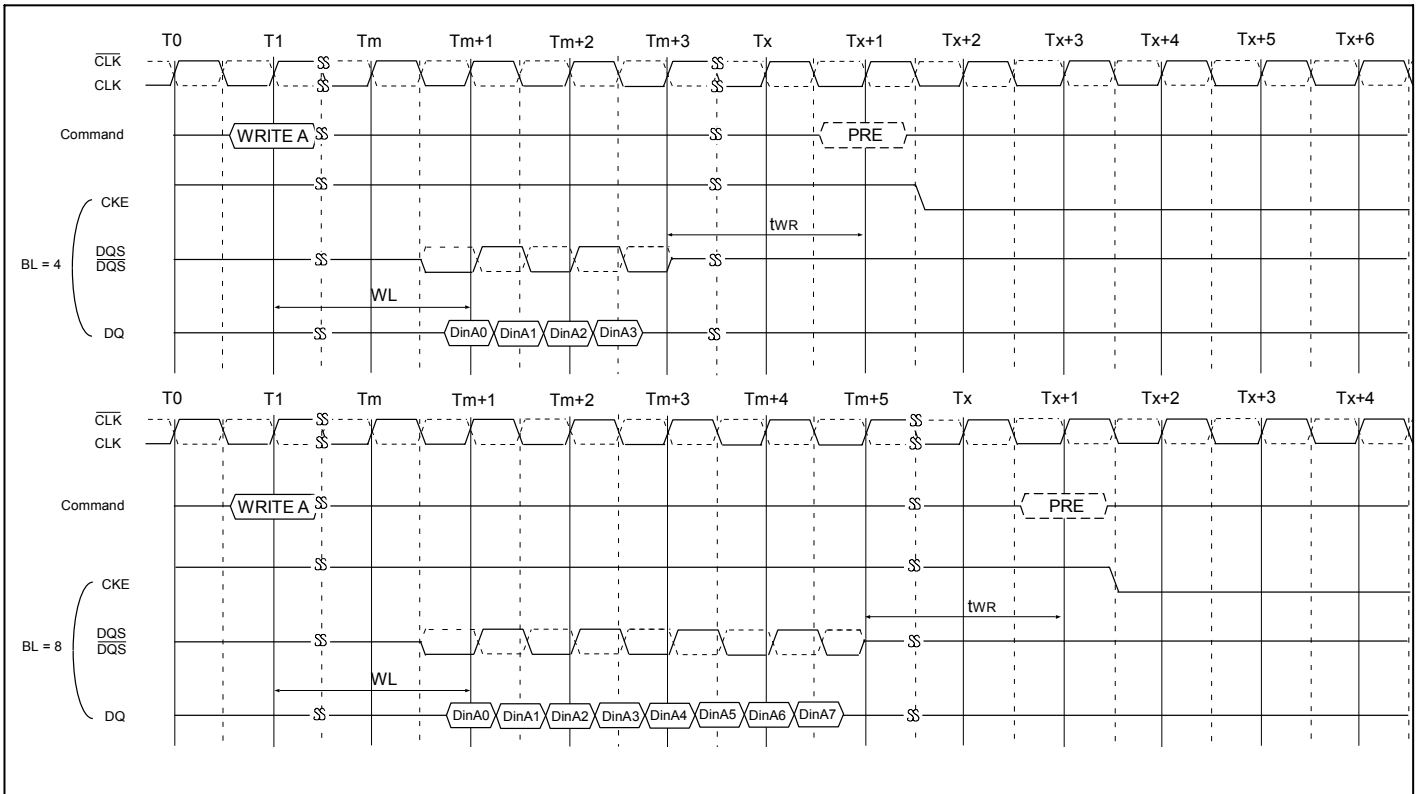 T0 T1 Tm Tm+1 Tm+2 Tm+3 Tx Tx+1 Tx+2 Tx+3 Tx+4 Tx+5 Tx+6
CLK
CLK
Command WRITE A PRE
CKE
tWR
BL = 4
DQS
DQS
WL
DQ DinA0 DinA1 DinA2 DinA3
T0 T1 Tm Tm+1 Tm+2 Tm+3 Tm+4 Tm+5 Tx Tx+1 Tx+2 Tx+3 Tx+4
CLK
CLK
Command WRITE A PRE
CKE
tWR
BL = 8
DQS
DQS
WL
DQ DinA0 DinA1 DinA2 DinA3 DinA4 DinA5 DinA6 DinA7